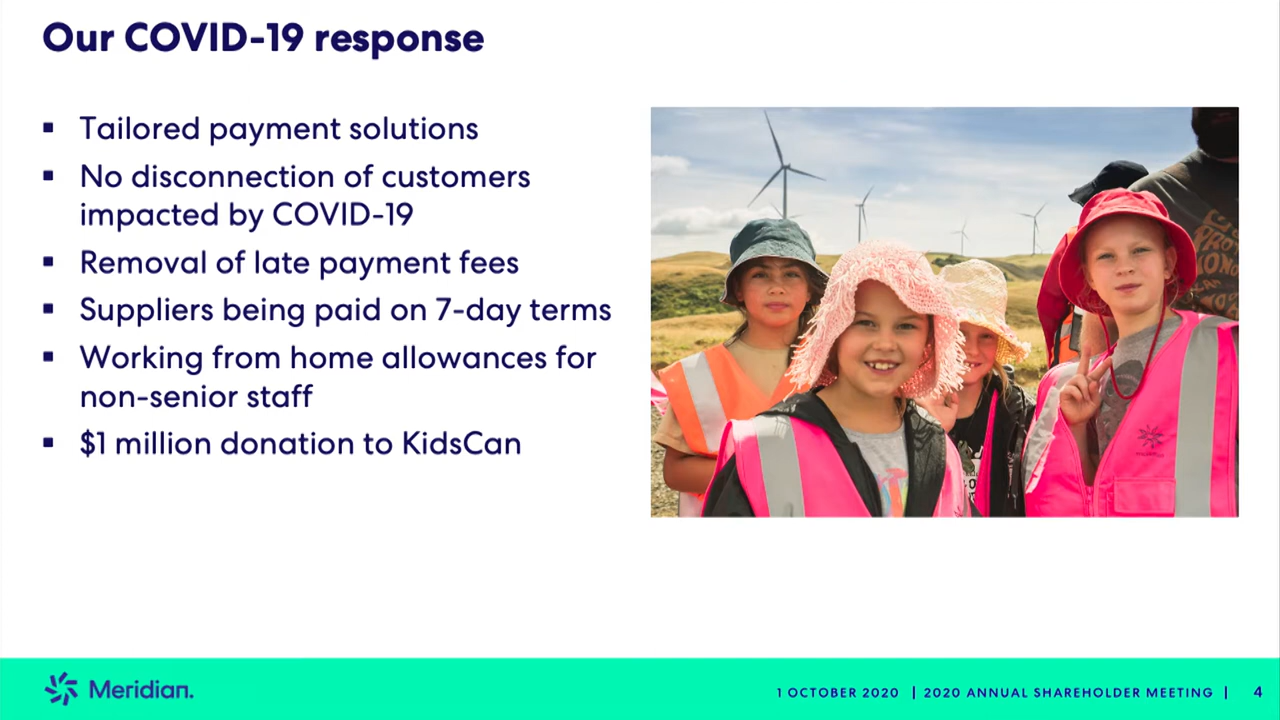 Our COVID-19 response
▪ Tailored payment solutions
▪ No disconnection of customers
impacted by COVID-19
▪ Removal of late payment fees
▪ Suppliers being paid on 7-day terms
▪ Working from home allowances for
non-senior staff
▪ $1 million donation to KidsCan
Meridian.
1 OCTOBER 2020 | 2020 ANNUAL SHAREHOLDER MEETING | 4